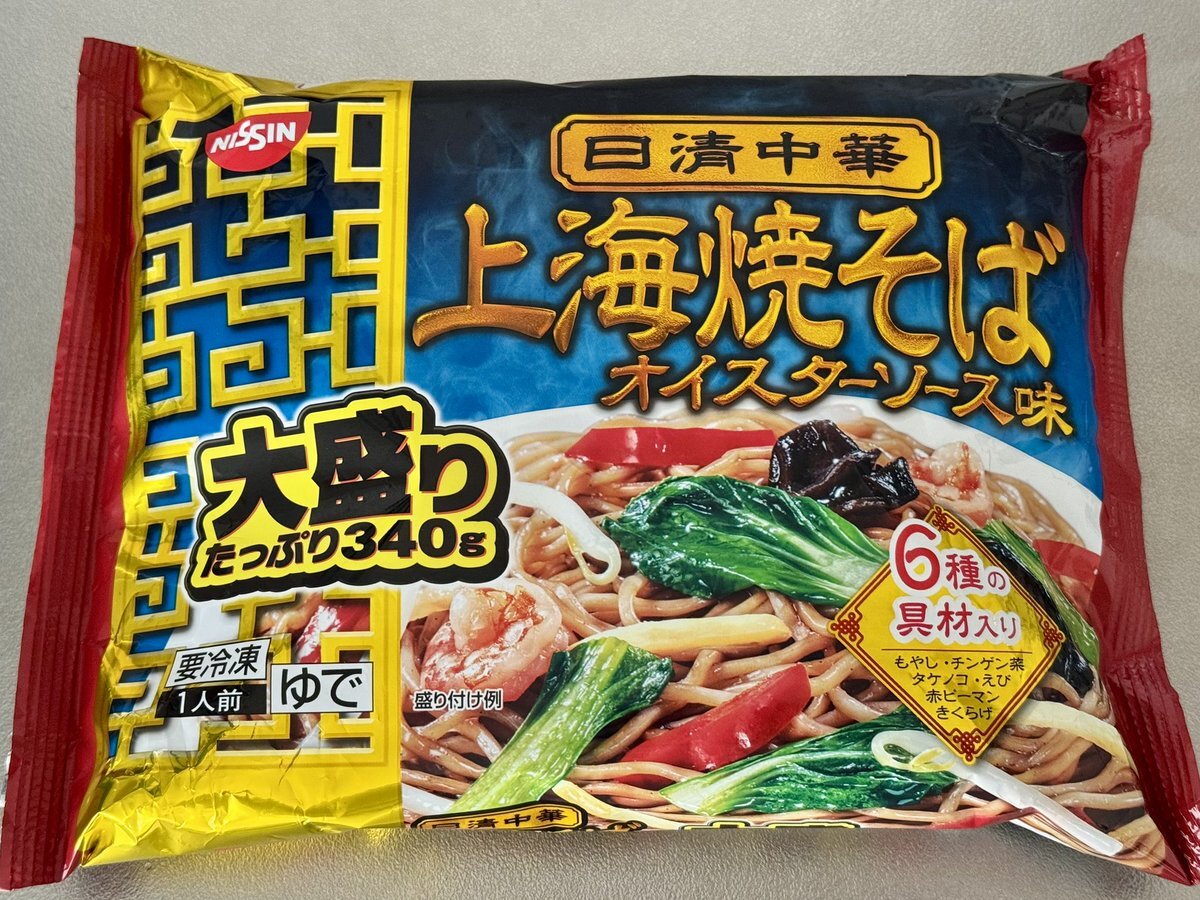 NISSIN
日清中華
上海焼そば
オイスターソース味
大盛り
たっぷり340g
6種の
具材入り
もやし・チンゲン菜
タケノコ・えび
赤ピーマン
きくらげ
要冷凍
1人前
ゆで
盛り付け例
日清中華